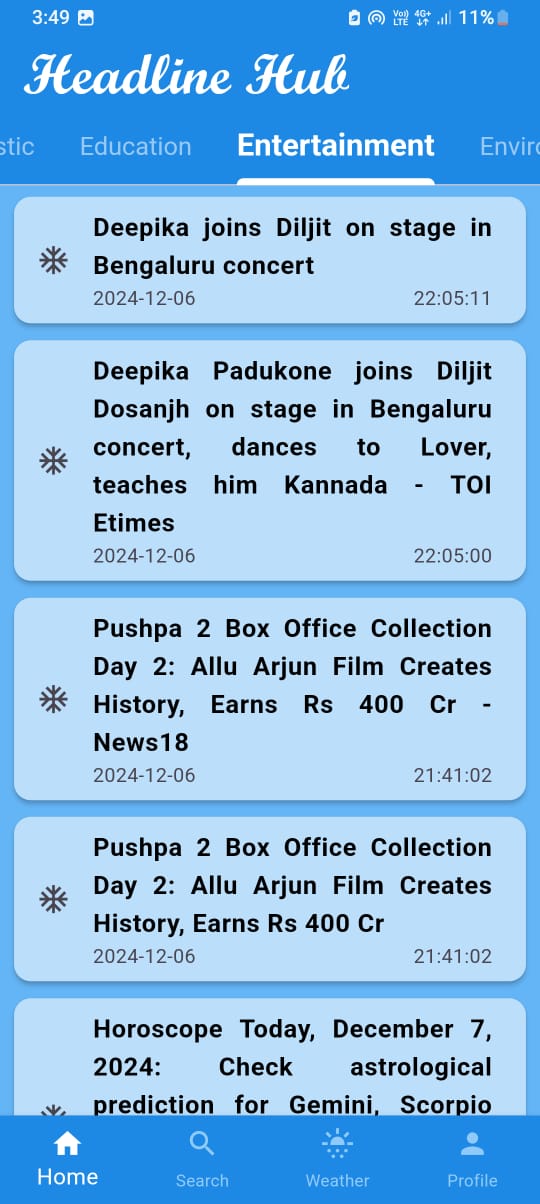 3:49
Vo)) LTE 4G+ 11%
Headline Hub
stic Education Entertainment Enviro
Deepika joins Diljit on stage in
Bengaluru concert
2024-12-06 22:05:11
Deepika Padukone joins Diljit
Dosanjh on stage in Bengaluru
concert, dances to Lover,
teaches him Kannada - TOI
Etimes
2024-12-06 22:05:00
Pushpa 2 Box Office Collection
Day 2: Allu Arjun Film Creates
History, Earns Rs 400 Cr -
News18
2024-12-06 21:41:02
Pushpa 2 Box Office Collection
Day 2: Allu Arjun Film Creates
History, Earns Rs 400 Cr
2024-12-06 21:41:02
Horoscope Today, December 7,
2024: Check astrological
prediction for Gemini, Scorpio
Home Search Weather Profile